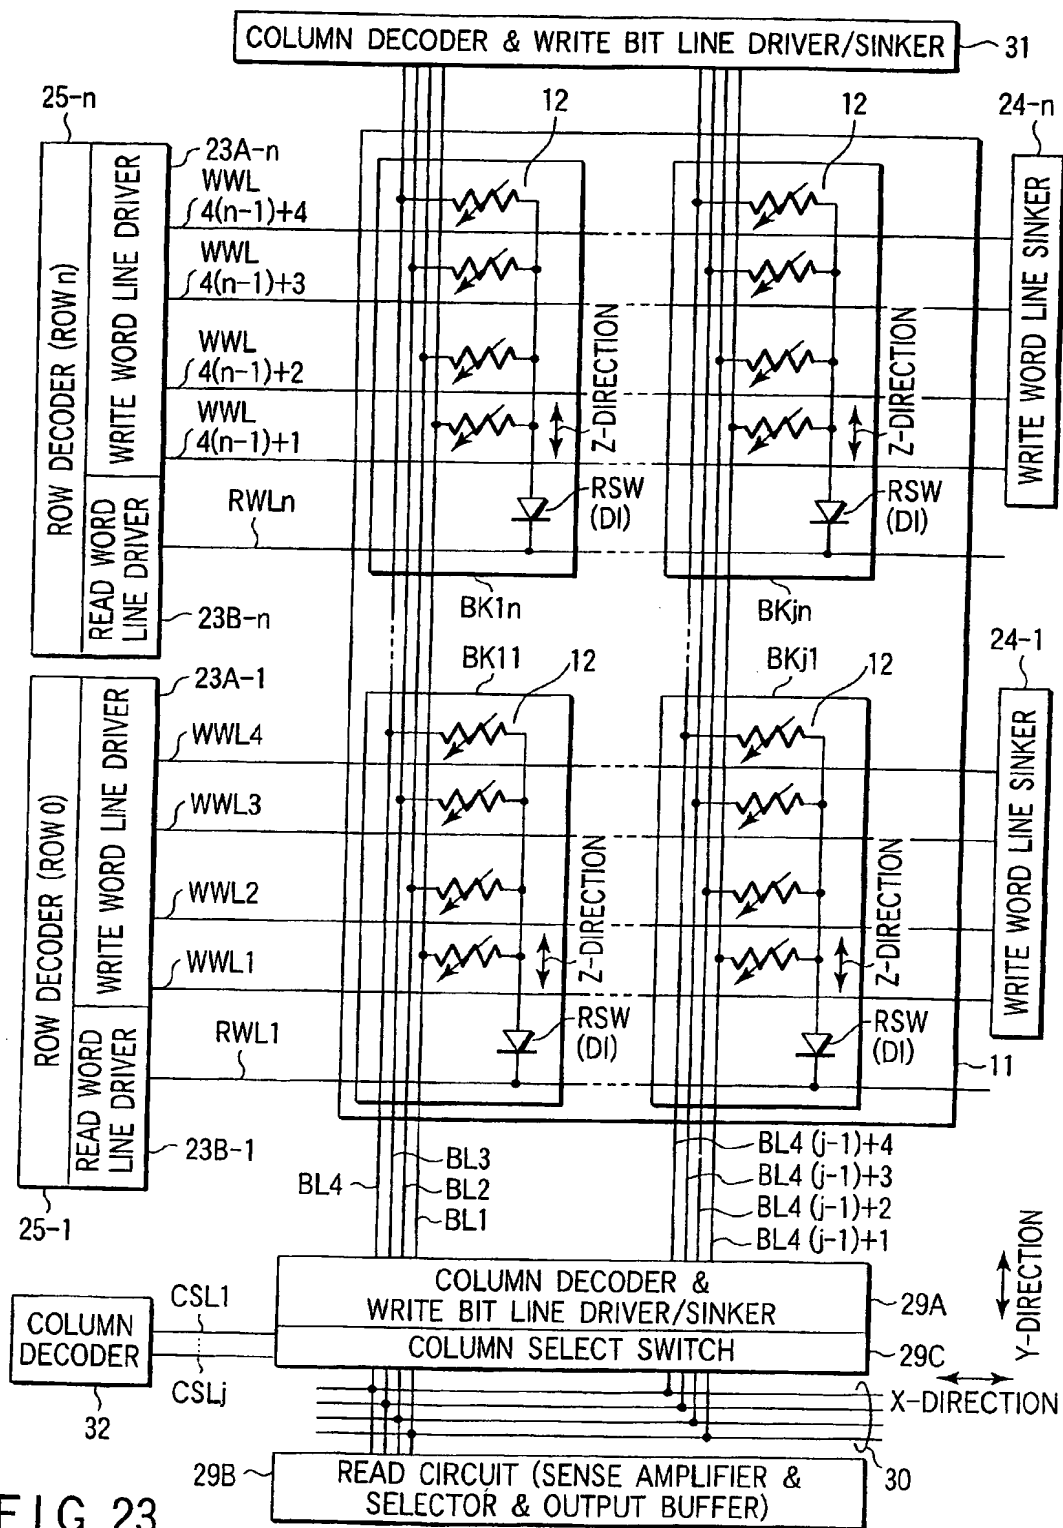 COLUMN DECODER & WRITE BIT LINE DRIVER/SINKER
31
25-n
12
12
24-n
23A-n
WWL
4(n-1)+4
WWL
4(n-1)+3
WWL
4(n-1)+2
WWL
4(n-1)+1
RWLn
ROW DECODER (ROW n)
WRITE WORD LINE DRIVER
READ WORD
LINE DRIVER
23B-n
Z-DIRECTION
RSW
(DI)
Z-DIRECTION
RSW
(DI)
WRITE WORD LINE SINKER
BK1n
BKjn
24-1
23A-1
BK11
12
BKj1
12
WWL4
WWL3
WWL2
WWL1
RWL1
ROW DECODER (ROW 0)
WRITE WORD LINE DRIVER
READ WORD
LINE DRIVER
23B-1
25-1
Z-DIRECTION
RSW
(DI)
Z-DIRECTION
RSW
(DI)
WRITE WORD LINE SINKER
11
BL4
BL3
BL2
BL1
BL4 (j-1)+4
BL4 (j-1)+3
BL4 (j-1)+2
BL4 (j-1)+1
COLUMN DECODER &
WRITE BIT LINE DRIVER/SINKER
29A
COLUMN SELECT SWITCH
29C
CSL1
CSLj
COLUMN
DECODER
32
Y-DIRECTION
X-DIRECTION
30
29B
READ CIRCUIT (SENSE AMPLIFIER &
SELECTOR & OUTPUT BUFFER)
FIG. 23